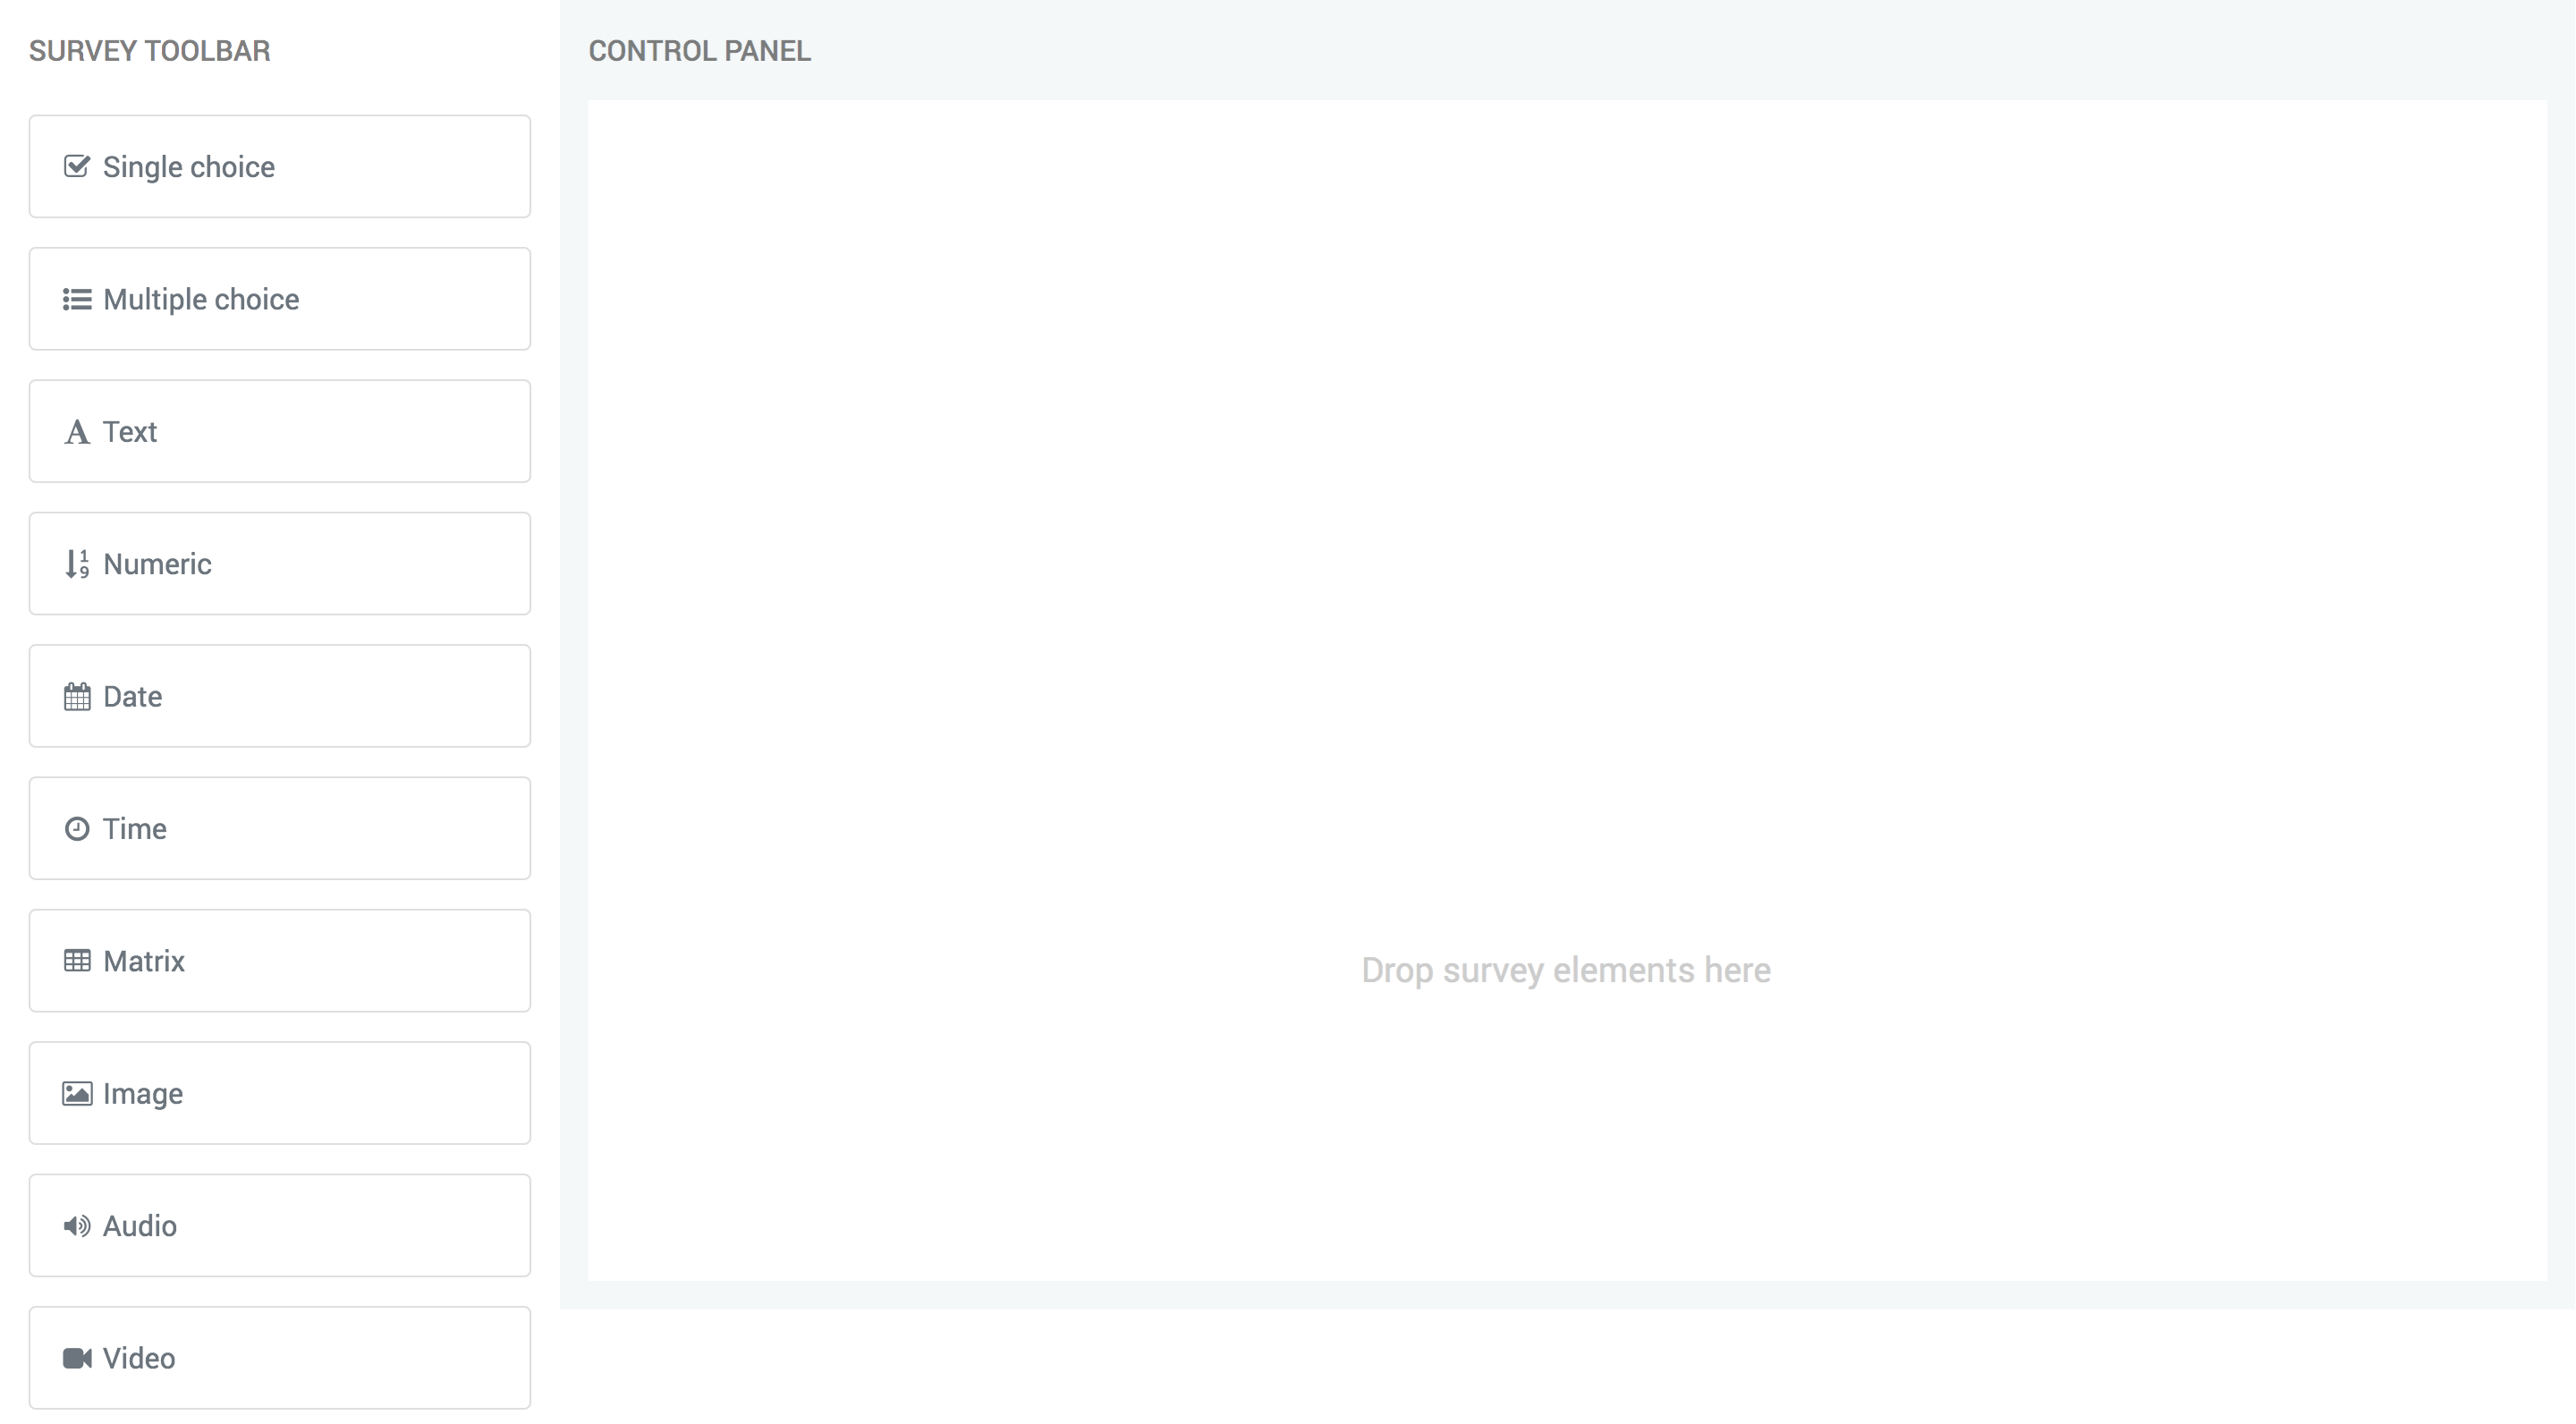 SURVEY TOOLBAR
Single choice
Multiple choice
Text
Numeric
Date
Time
Matrix
Image
Audio
Video
CONTROL PANEL
Drop survey elements here